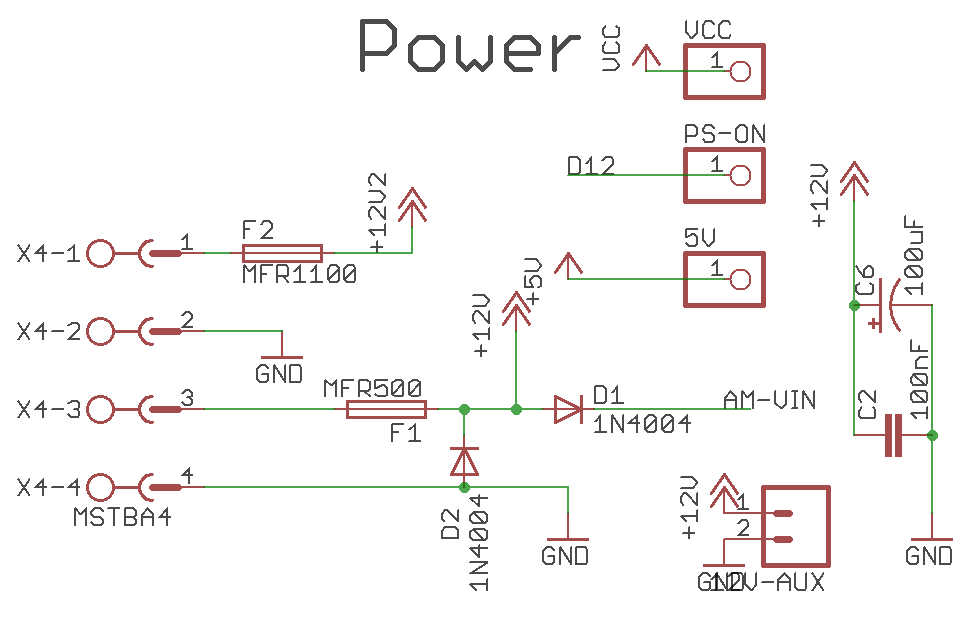 Power
VCC
VCC
1
PS-ON
D12
1
+12V
5V
+5V
1
100uF
C6
+
+12V2
F2
X4-1
1
MFR1100
X4-2
2
GND
+12V
MFR500
X4-3
3
F1
D1
1N4004
AM-VIN
C2
100nF
X4-4
4
MSTBA4
D2
1N4004
GND
+12V
1
2
GND
12V-AUX
GND